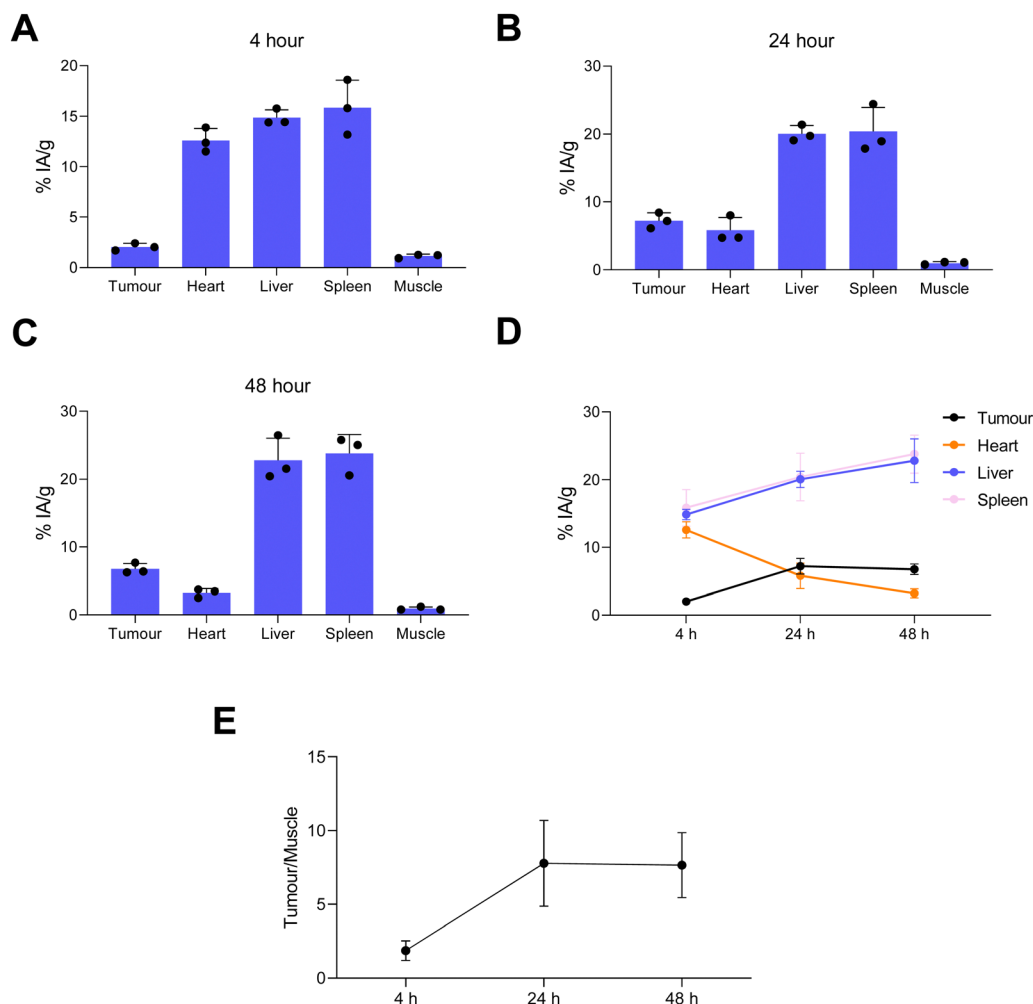 A
4 hour
% IA/g
20
15
10
5
0
Tumour Heart Liver Spleen Muscle
B
24 hour
% IA/g
30
20
10
0
Tumour Heart Liver Spleen Muscle
C
48 hour
% IA/g
30
20
10
0
Tumour Heart Liver Spleen Muscle
D
% IA/g
30
20
10
0
4 h 24 h 48 h
Tumour
Heart
Liver
Spleen
E
Tumour/Muscle
15
10
5
0
4 h 24 h 48 h